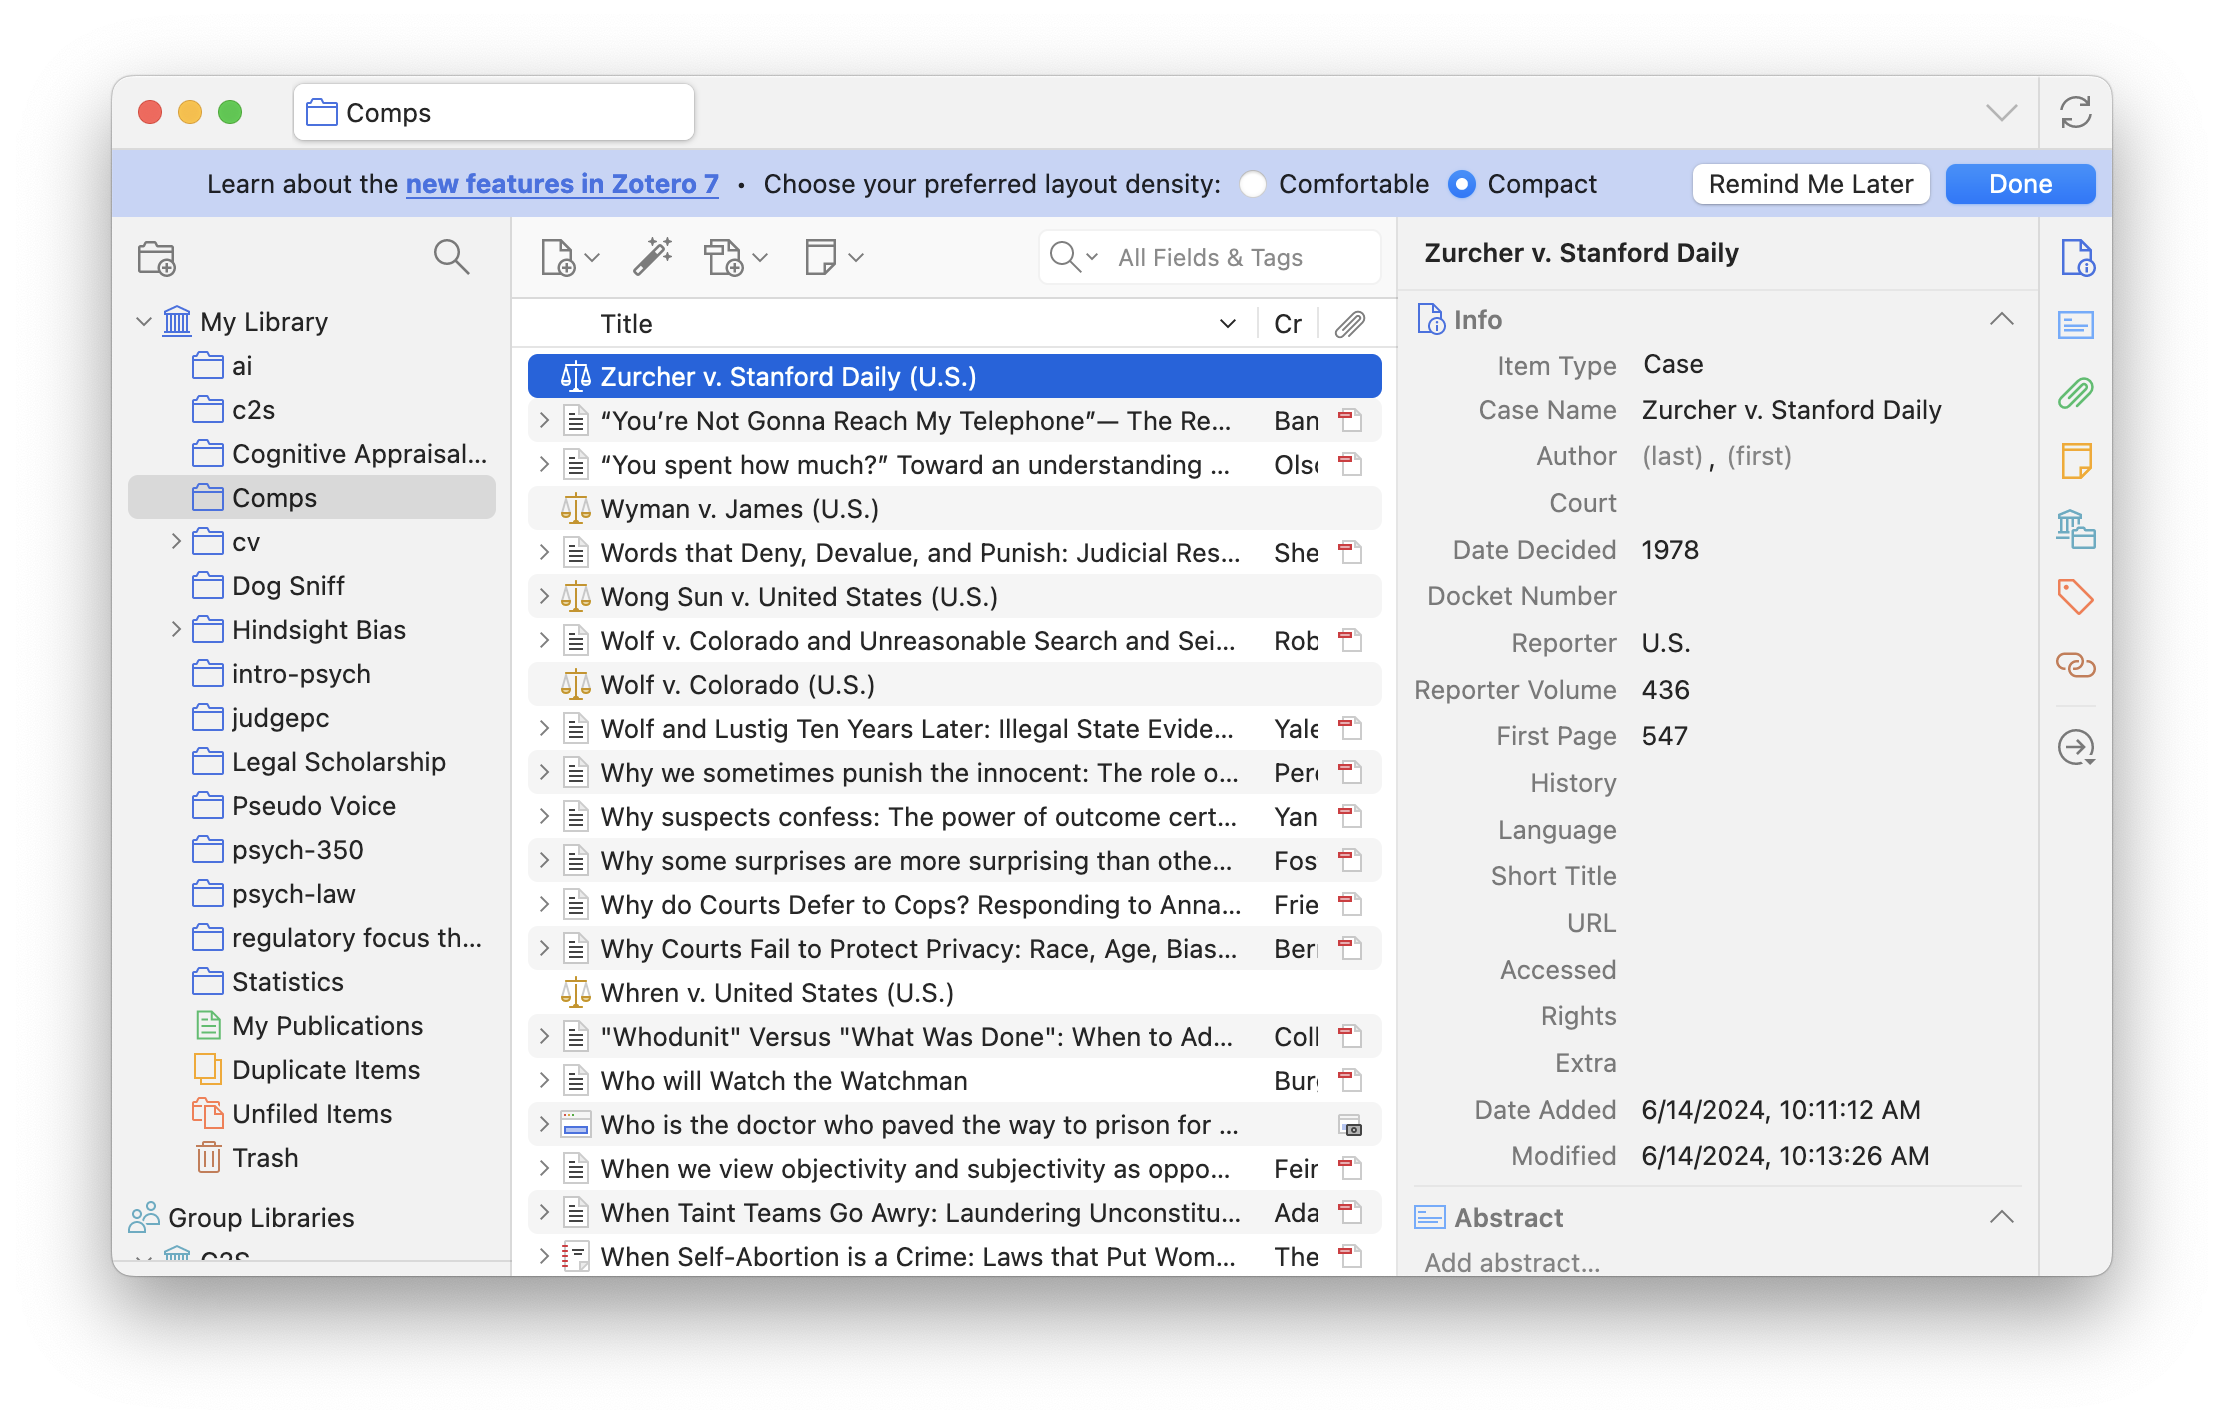 Comps
Learn about the new features in Zotero 7 • Choose your preferred layout density: Comfortable Compact Remind Me Later Done
My Library
ai
c2s
Cognitive Appraisal...
Comps
cv
Dog Sniff
Hindsight Bias
intro-psych
judgepc
Legal Scholarship
Pseudo Voice
psych-350
psych-law
regulatory focus th...
Statistics
My Publications
Duplicate Items
Unfiled Items
Trash
Group Libraries
C2S
All Fields & Tags
Title Cr
Zurcher v. Stanford Daily (U.S.)
“You’re Not Gonna Reach My Telephone”— The Re... Ban
“You spent how much?” Toward an understanding ... Olso
Wyman v. James (U.S.)
Words that Deny, Devalue, and Punish: Judicial Res... She
Wong Sun v. United States (U.S.)
Wolf v. Colorado and Unreasonable Search and Sei... Rob
Wolf v. Colorado (U.S.)
Wolf and Lustig Ten Years Later: Illegal State Evide... Yale
Why we sometimes punish the innocent: The role o... Per
Why suspects confess: The power of outcome cert... Yan
Why some surprises are more surprising than othe... Fos
Why do Courts Defer to Cops? Responding to Anna... Frie
Why Courts Fail to Protect Privacy: Race, Age, Bias... Ber
Whren v. United States (U.S.)
"Whodunit" Versus "What Was Done": When to Ad... Coll
Who will Watch the Watchman Bur
Who is the doctor who paved the way to prison for ...
When we view objectivity and subjectivity as oppo... Fein
When Taint Teams Go Awry: Laundering Unconstitu... Ada
When Self-Abortion is a Crime: Laws that Put Wom... The
Zurcher v. Stanford Daily
Info
Item Type Case
Case Name Zurcher v. Stanford Daily
Author (last), (first)
Court
Date Decided 1978
Docket Number
Reporter U.S.
Reporter Volume 436
First Page 547
History
Language
Short Title
URL
Accessed
Rights
Extra
Date Added 6/14/2024, 10:11:12 AM
Modified 6/14/2024, 10:13:26 AM
Abstract
Add abstract...